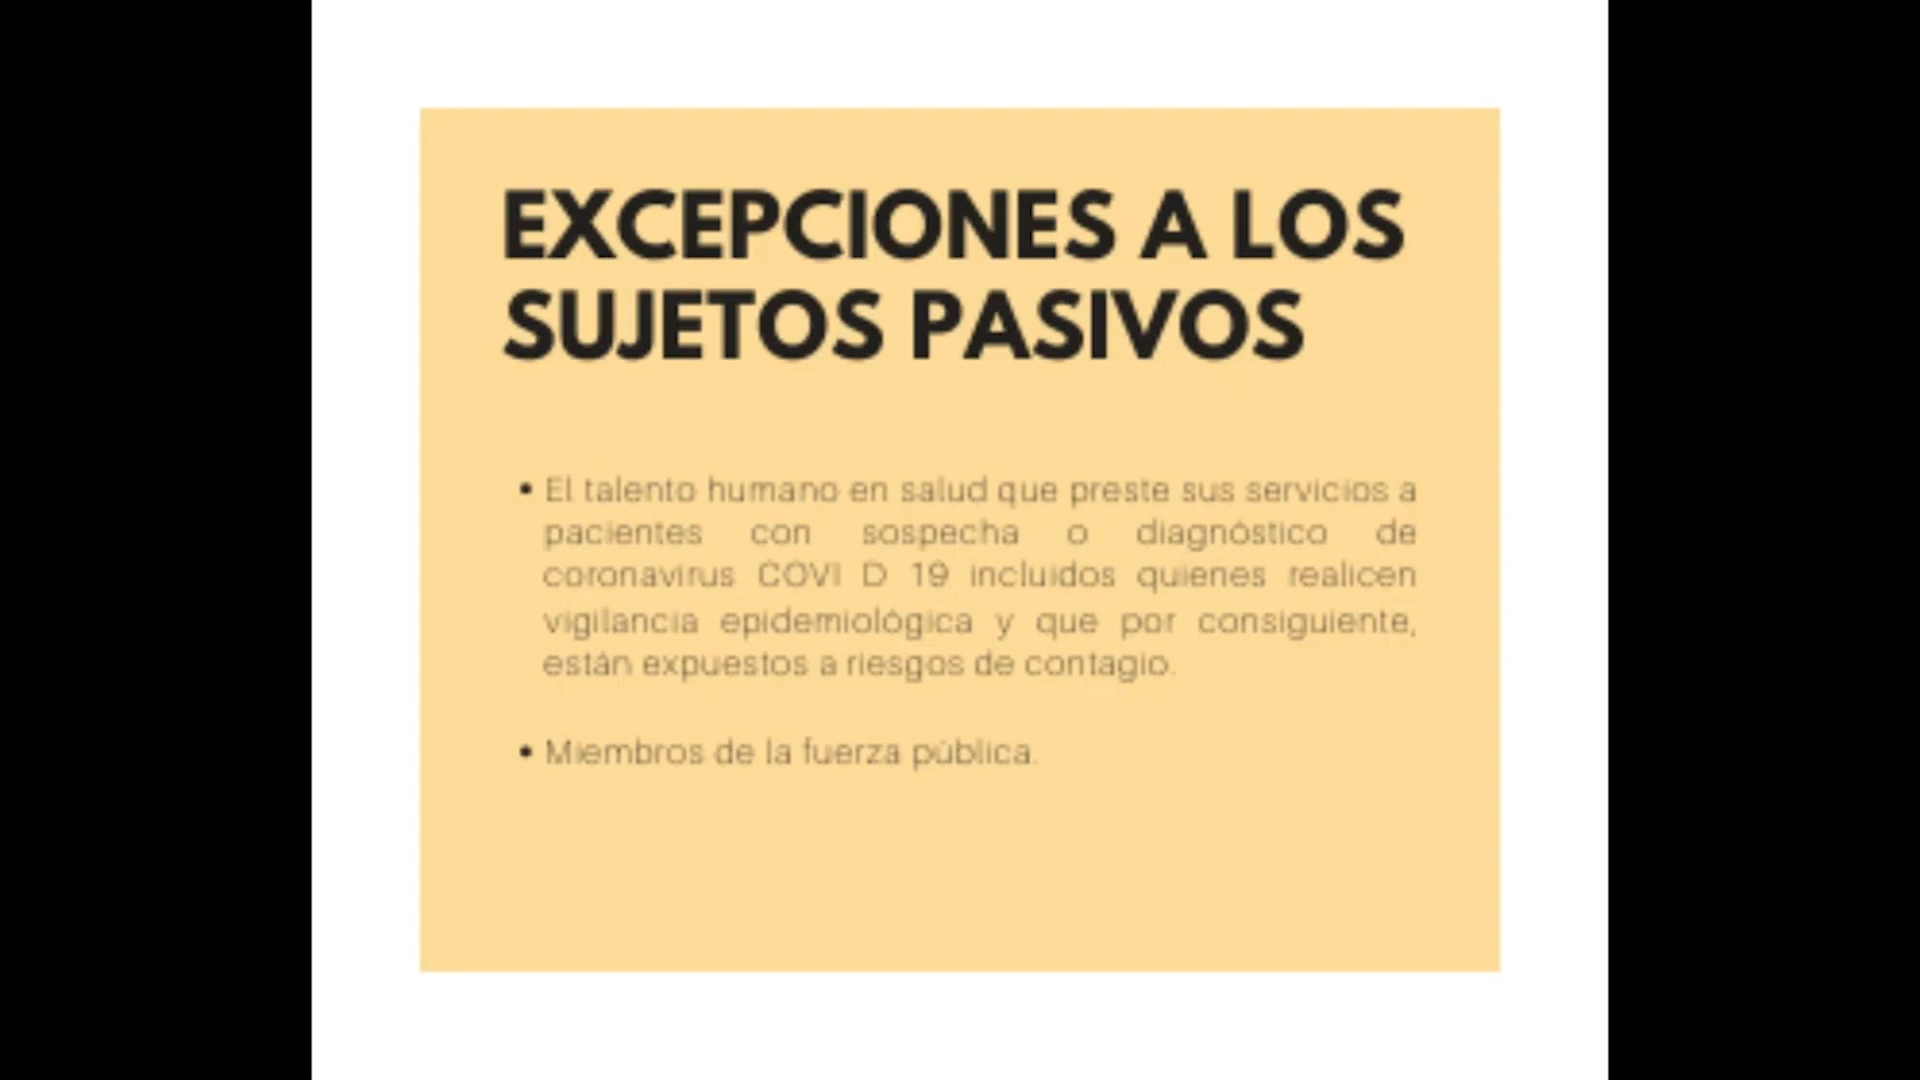 EXCEPCIONES A LOS
SUJETOS PASIVOS
• El talento humano en salud que preste sus servicios a
pacientes con sospecha o diagnóstico de
coronavirus COVI D 19 incluidos quienes realicen
vigilancia epidemiológica y que por consiguiente,
están expuestos a riesgos de contagio.
• Miembros de la fuerza pública.